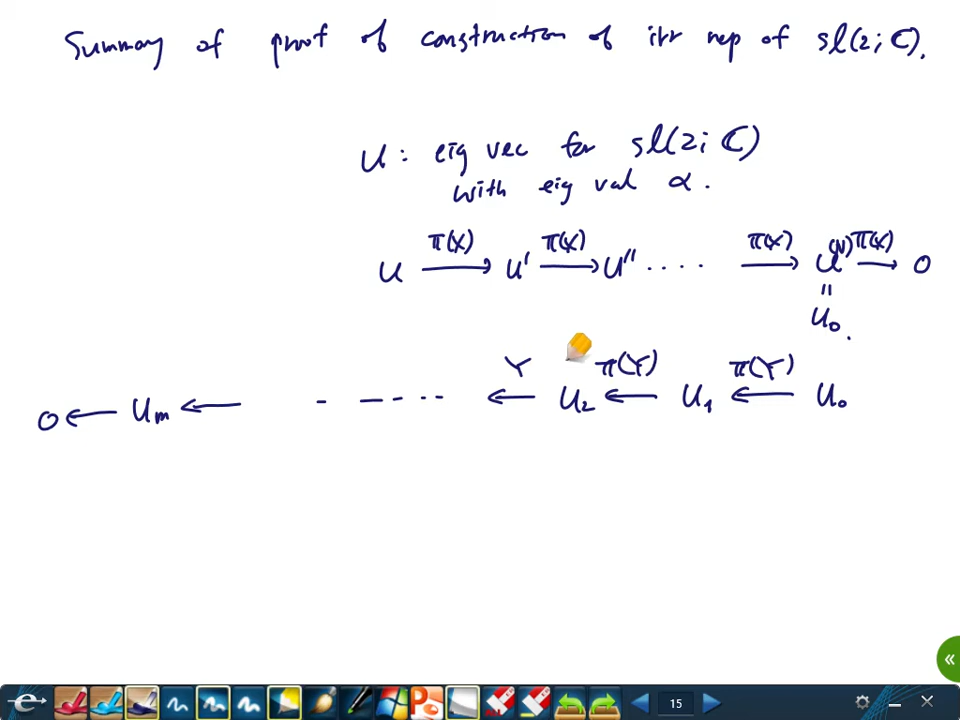 Summary of proof of construction of irr rep of sl(2; ℂ).
u : eig vec for sl(2; ℂ)
with eig val α.
π(X) π(X) π(X) π(X)
u → u' → u'' .... → u^(N) → 0
"
u₀.
Y π(Y) π(Y)
0 ← uₘ ← - - - .. ← u₂ ← u₁ ← u₀
15